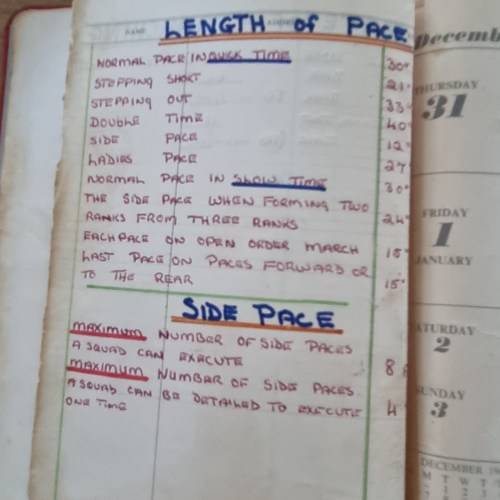 LENGTH of PACE
NORMAL PACE IN QUICK TIME 30"
STEPPING SHORT 21"
STEPPING OUT 33"
DOUBLE TIME 40"
SIDE PACE 12"
LADIES PACE 27"
NORMAL PACE IN SLOW TIME 30"
THE SIDE PACE WHEN FORMING TWO
RANKS FROM THREE RANKS 24"
EACH PACE ON OPEN ORDER MARCH 15"
LAST PACE ON PACES FORWARD OR
TO THE REAR 15"
SIDE PACE
MAXIMUM NUMBER OF SIDE PACES
A SQUAD CAN EXECUTE 8
MAXIMUM NUMBER OF SIDE PACES
A SQUAD CAN BE DETAILED TO EXECUTE 4
ONE TIME
Decemb
THURSDAY
31
FRIDAY
1
JANUARY
SATURDAY
2
SUNDAY
3
DECEMBER 19
M T W T